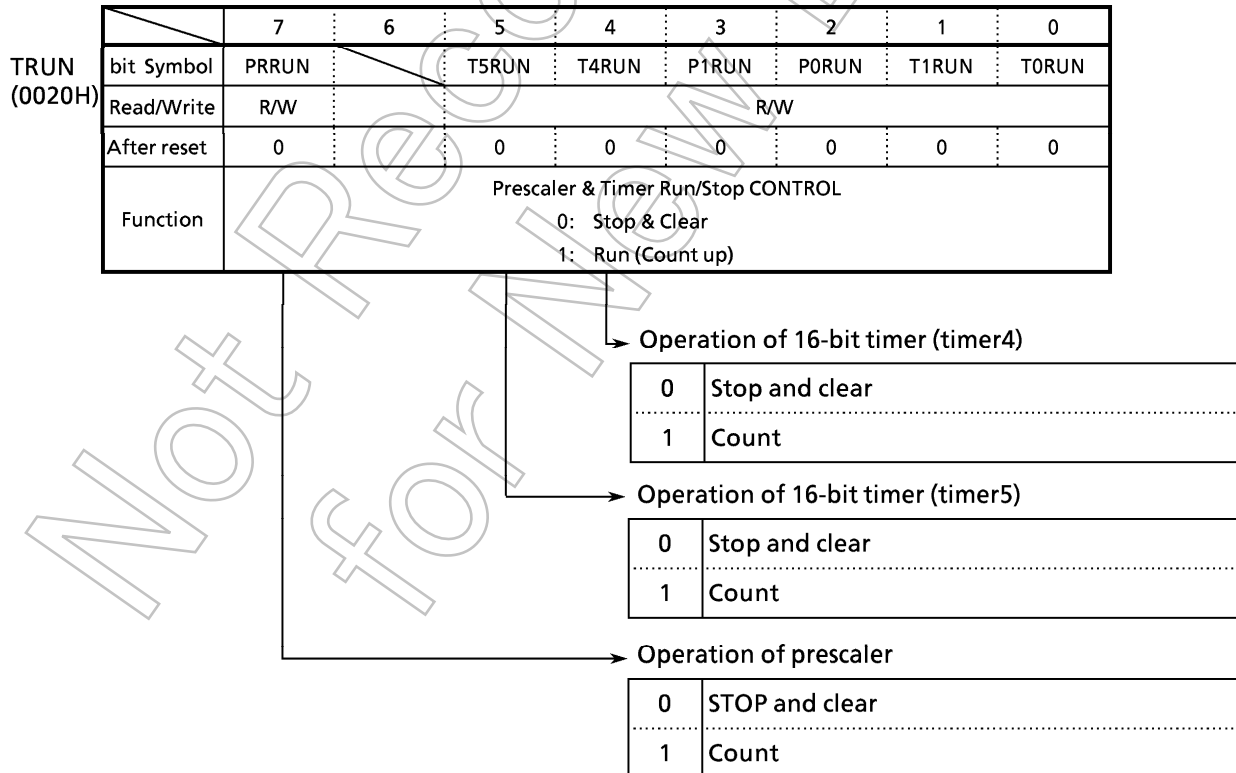 7 6 5 4 3 2 1 0
TRUN (0020H)
bit Symbol PRRUN T5RUN T4RUN P1RUN P0RUN T1RUN T0RUN
Read/Write R/W R/W
After reset 0 0 0 0 0 0 0
Function
Prescaler & Timer Run/Stop CONTROL
0: Stop & Clear
1: Run (Count up)
Operation of 16-bit timer (timer4)
0 Stop and clear
1 Count
Operation of 16-bit timer (timer5)
0 Stop and clear
1 Count
Operation of prescaler
0 STOP and clear
1 Count
Not Reco
for New